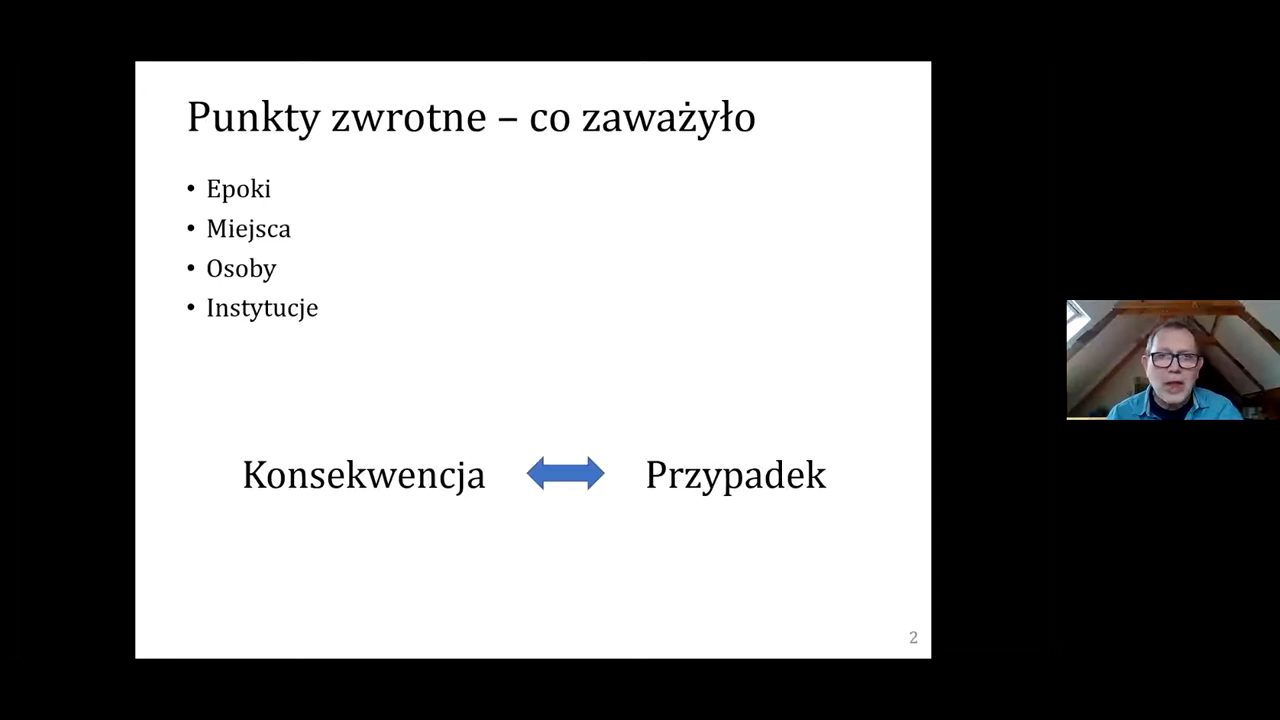 Punkty zwrotne – co zaważyło
• Epoki
• Miejsca
• Osoby
• Instytucje
Konsekwencja Przypadek
2